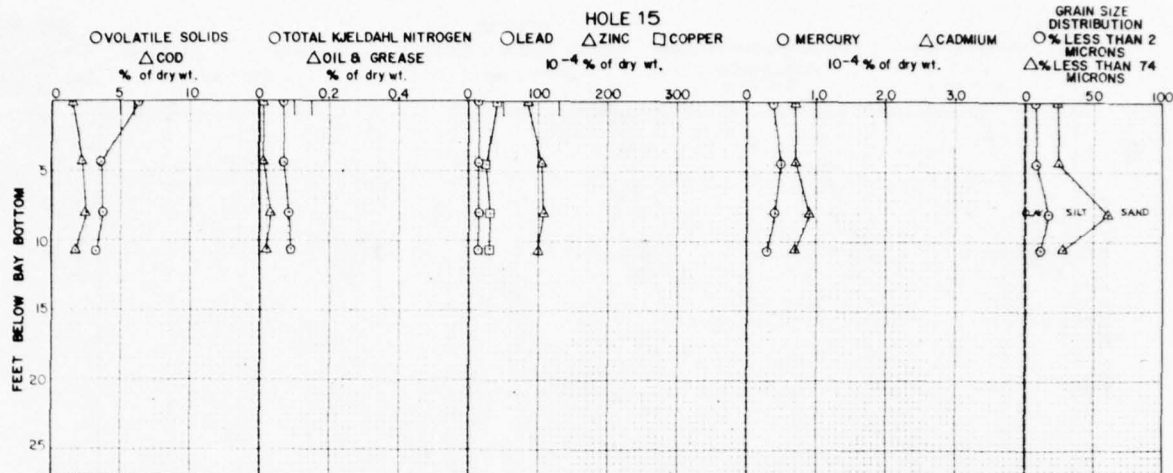 HOLE 15
○ VOLATILE SOLIDS
△ COD
% of dry wt.
○ TOTAL KJELDAHL NITROGEN
△ OIL & GREASE
% of dry wt.
○ LEAD △ ZINC □ COPPER
10⁻⁴ % of dry wt.
○ MERCURY △ CADMIUM
10⁻⁴ % of dry wt.
GRAIN SIZE
DISTRIBUTION
○ % LESS THAN 2
MICRONS
△ % LESS THAN 74
MICRONS
0 5 10
0 0.2 0.4
0 100 200 300
0 1.0 2.0 3.0
0 50 100
FEET BELOW BAY BOTTOM
5
10
15
20
25
SILT SAND